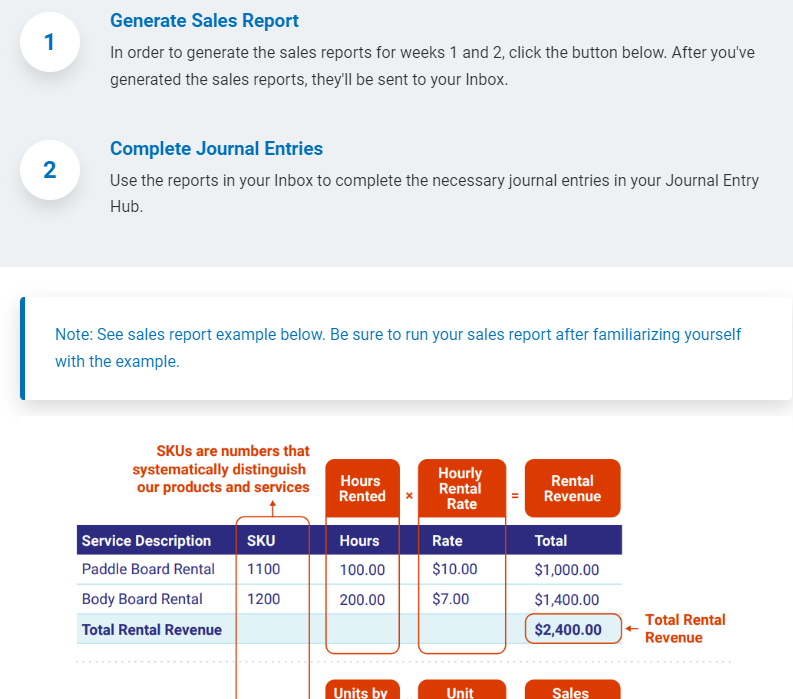 1
Generate Sales Report
In order to generate the sales reports for weeks 1 and 2, click the button below. After you've
generated the sales reports, they'll be sent to your Inbox.
2
Complete Journal Entries
Use the reports in your Inbox to complete the necessary journal entries in your Journal Entry
Hub.
Note: See sales report example below. Be sure to run your sales report after familiarizing yourself
with the example.
SKUs are numbers that
systematically distinguish
our products and services
Hours
Rented
×
Hourly
Rental
Rate
=
Rental
Revenue
Service Description SKU Hours Rate Total
Paddle Board Rental 1100 100.00 $10.00 $1,000.00
Body Board Rental 1200 200.00 $7.00 $1,400.00
Total Rental Revenue $2,400.00
Total Rental
Revenue
Units by Unit Sales